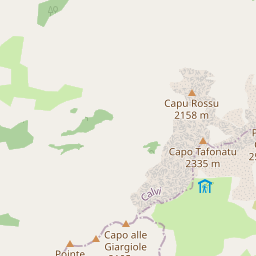 Capu Rossu
2158 m
Capo Tafonatu
2335 m
Calvi
Capo alle
Giargiole
Pointe